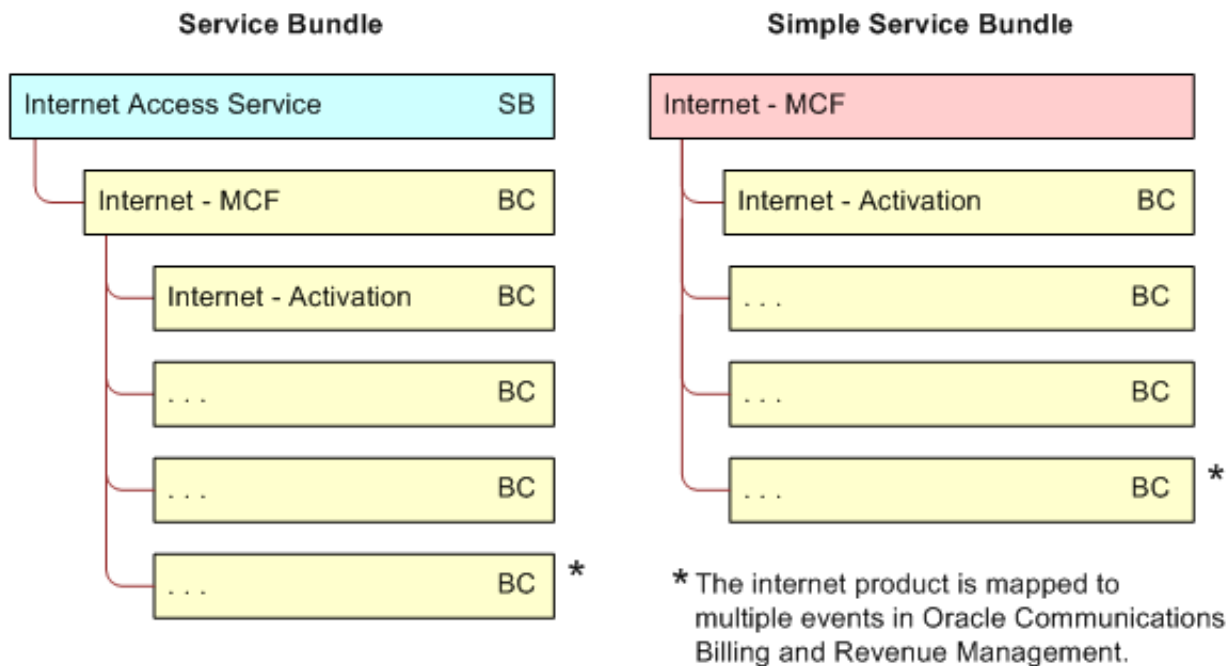 Service Bundle
Internet Access Service SB
Internet - MCF BC
Internet - Activation BC
. . . BC
. . . BC
. . . BC *
Simple Service Bundle
Internet - MCF
Internet - Activation BC
. . . BC
. . . BC
. . . BC *
* The internet product is mapped to
multiple events in Oracle Communications
Billing and Revenue Management.